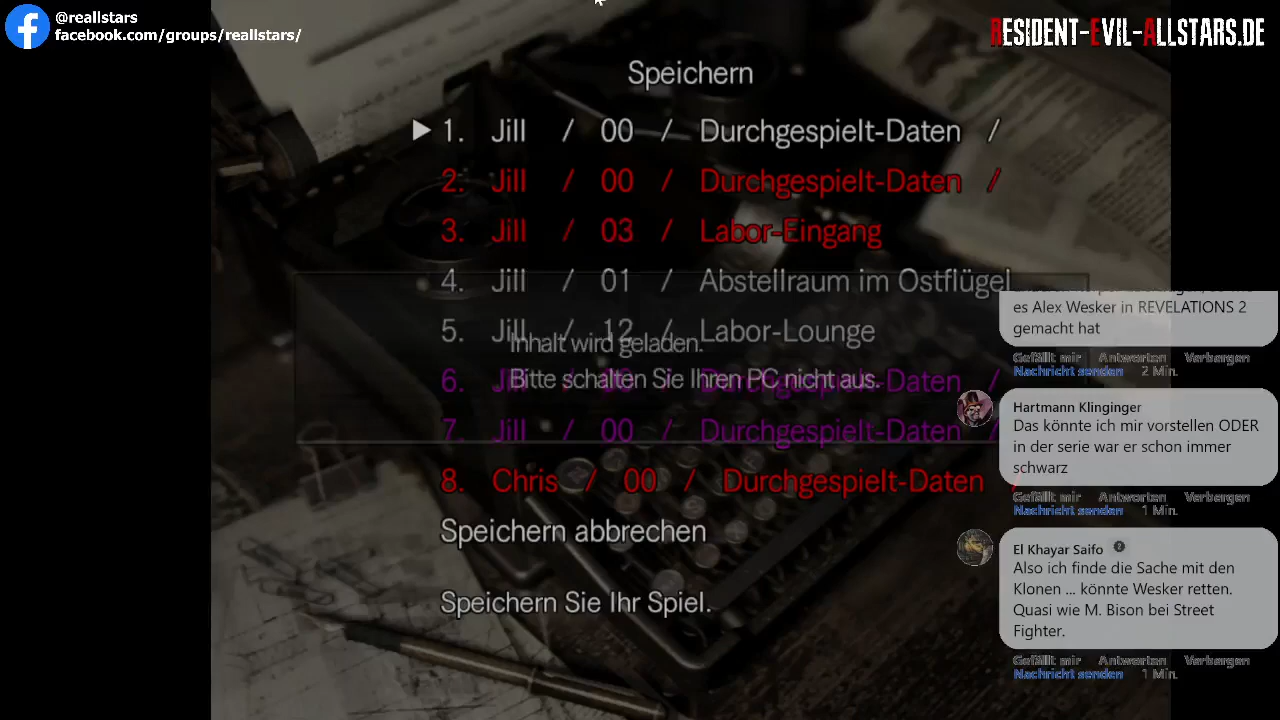 @reallstars
facebook.com/groups/reallstars/
RESIDENT-EVIL-ALLSTARS.DE
Speichern
1. Jill / 00 / Durchgespielt-Daten /
2. Jill / 00 / Durchgespielt-Daten /
3. Jill / 03 / Labor-Eingang
4. Jill / 01 / Abstellraum im Ostflügel
5. Jill / 12 / Labor-Lounge
Inhalt wird geladen.
Bitte schalten Sie Ihren PC nicht aus.
6. Jill / 00 / Durchgespielt-Daten /
7. Jill / 00 / Durchgespielt-Daten /
8. Chris / 00 / Durchgespielt-Daten /
Speichern abbrechen
Speichern Sie Ihr Spiel.
es Alex Wesker in REVELATIONS 2
gemacht hat
Gefällt mir Antworten Verbergen
Nachricht senden 2 Min.
Hartmann Klinginger
Das könnte ich mir vorstellen ODER
in der serie war er schon immer
schwarz
Gefällt mir Antworten Verbergen
Nachricht senden 1 Min.
El Khayar Saifo
Also ich finde die Sache mit den
Klonen ... könnte Wesker retten.
Quasi wie M. Bison bei Street
Fighter.
Gefällt mir Antworten Verbergen
Nachricht senden 1 Min.